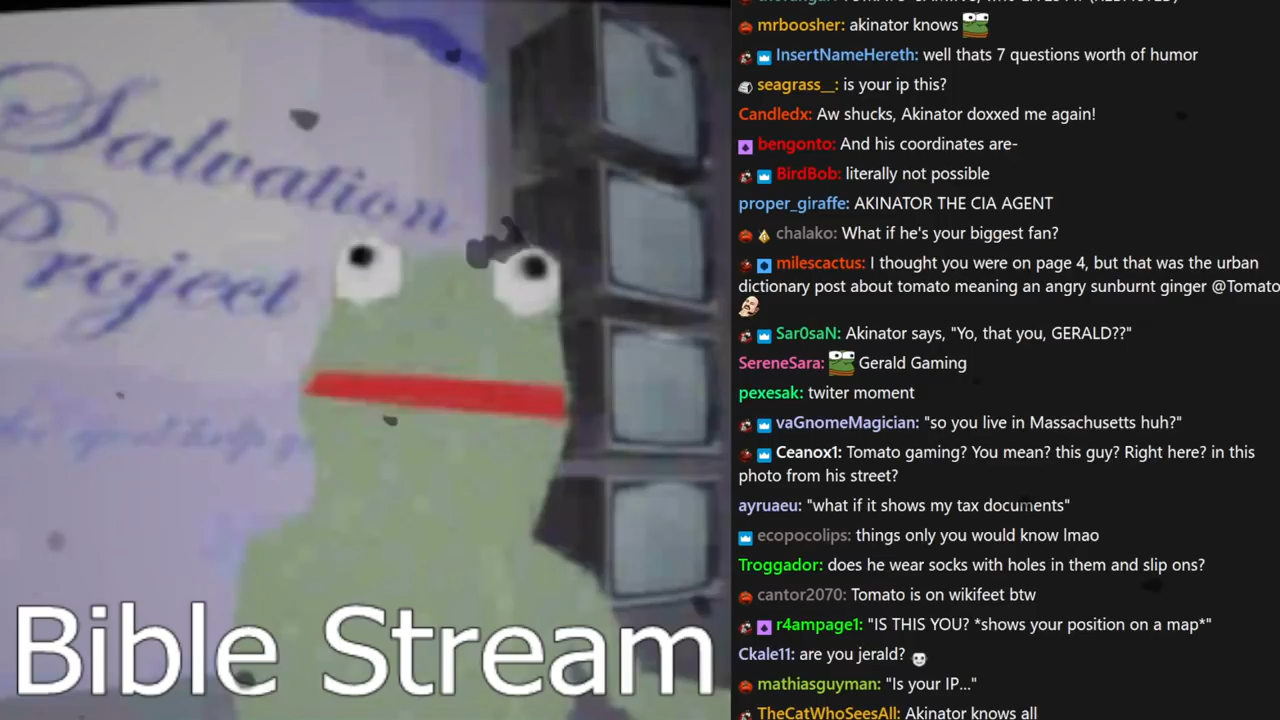 Salvation
Project
Bible Stream
mrboosher: akinator knows
InsertNameHereth: well thats 7 questions worth of humor
seagrass__: is your ip this?
Candledx: Aw shucks, Akinator doxxed me again!
bengonto: And his coordinates are-
BirdBob: literally not possible
proper_giraffe: AKINATOR THE CIA AGENT
chalako: What if he's your biggest fan?
milescactus: I thought you were on page 4, but that was the urban
dictionary post about tomato meaning an angry sunburnt ginger @Tomato
Sar0saN: Akinator says, "Yo, that you, GERALD??"
SereneSara: Gerald Gaming
pexesak: twiter moment
vaGnomeMagician: "so you live in Massachusetts huh?"
Ceanox1: Tomato gaming? You mean? this guy? Right here? in this
photo from his street?
ayruaeu: "what if it shows my tax documents"
ecopocolips: things only you would know lmao
Troggador: does he wear socks with holes in them and slip ons?
cantor2070: Tomato is on wikifeet btw
r4ampage1: "IS THIS YOU? *shows your position on a map*"
Ckale11: are you jerald?
mathiasguyman: "Is your IP..."
TheCatWhoSeesAll: Akinator knows all